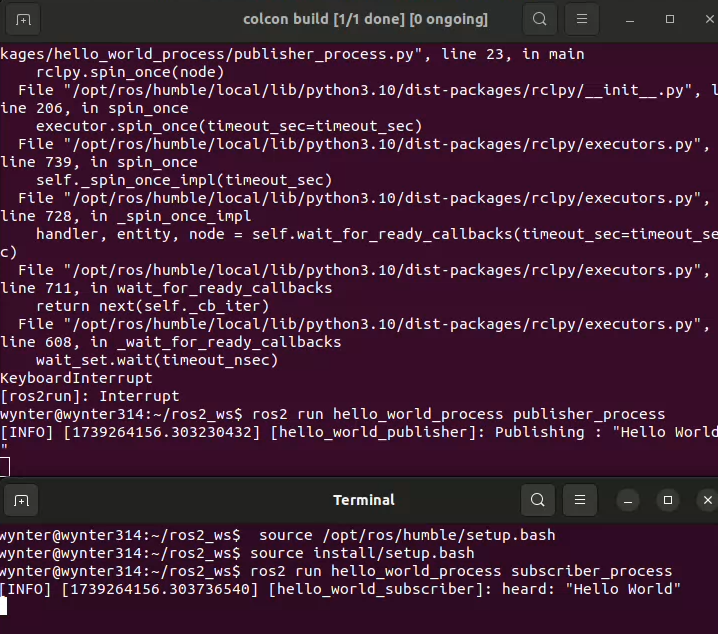 colcon build [1/1 done] [0 ongoing]
kages/hello_world_process/publisher_process.py", line 23, in main
    rclpy.spin_once(node)
  File "/opt/ros/humble/local/lib/python3.10/dist-packages/rclpy/__init__.py", l
ine 206, in spin_once
    executor.spin_once(timeout_sec=timeout_sec)
  File "/opt/ros/humble/local/lib/python3.10/dist-packages/rclpy/executors.py",
line 739, in spin_once
    self._spin_once_impl(timeout_sec)
  File "/opt/ros/humble/local/lib/python3.10/dist-packages/rclpy/executors.py",
line 728, in _spin_once_impl
    handler, entity, node = self.wait_for_ready_callbacks(timeout_sec=timeout_se
c)
  File "/opt/ros/humble/local/lib/python3.10/dist-packages/rclpy/executors.py",
line 711, in wait_for_ready_callbacks
    return next(self._cb_iter)
  File "/opt/ros/humble/local/lib/python3.10/dist-packages/rclpy/executors.py",
line 608, in _wait_for_ready_callbacks
    wait_set.wait(timeout_nsec)
KeyboardInterrupt
[ros2run]: Interrupt
wynter@wynter314:~/ros2_ws$ ros2 run hello_world_process publisher_process
[INFO] [1739264156.303230432] [hello_world_publisher]: Publishing : "Hello World
"
Terminal
wynter@wynter314:~/ros2_ws$  source /opt/ros/humble/setup.bash
wynter@wynter314:~/ros2_ws$ source install/setup.bash
wynter@wynter314:~/ros2_ws$ ros2 run hello_world_process subscriber_process
[INFO] [1739264156.303736540] [hello_world_subscriber]: heard: "Hello World"